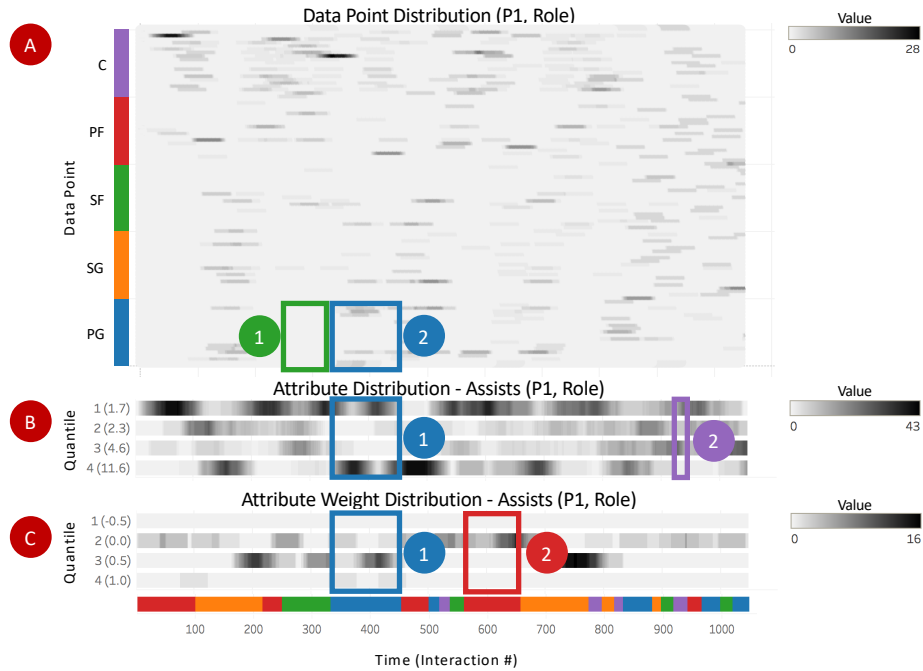 Data Point Distribution (P1, Role)
A
Value
0 28
C
PF
SF
SG
PG
Data Point
1
2
Attribute Distribution - Assists (P1, Role)
B
Value
0 43
Quantile
1 (1.7)
2 (2.3)
3 (4.6)
4 (11.6)
1
2
Attribute Weight Distribution - Assists (P1, Role)
C
Value
0 16
Quantile
1 (-0.5)
2 (0.0)
3 (0.5)
4 (1.0)
1
2
100 200 300 400 500 600 700 800 900 1000
Time (Interaction #)